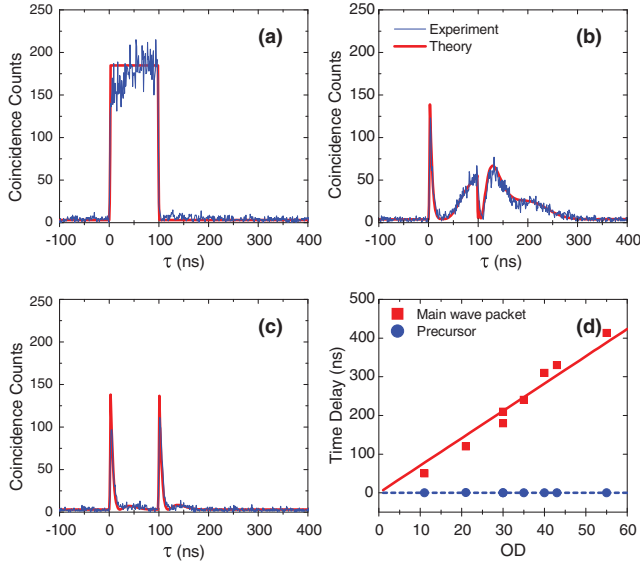 250
200
150
100
50
0
Coincidence Counts
(a)
-100 0 100 200 300 400
τ (ns)
250
200
150
100
50
0
Coincidence Counts
Experiment
Theory
(b)
-100 0 100 200 300 400
τ (ns)
250
200
150
100
50
0
Coincidence Counts
(c)
-100 0 100 200 300 400
τ (ns)
500
400
300
200
100
0
Time Delay (ns)
Main wave packet
Precursor
(d)
0 10 20 30 40 50 60
OD